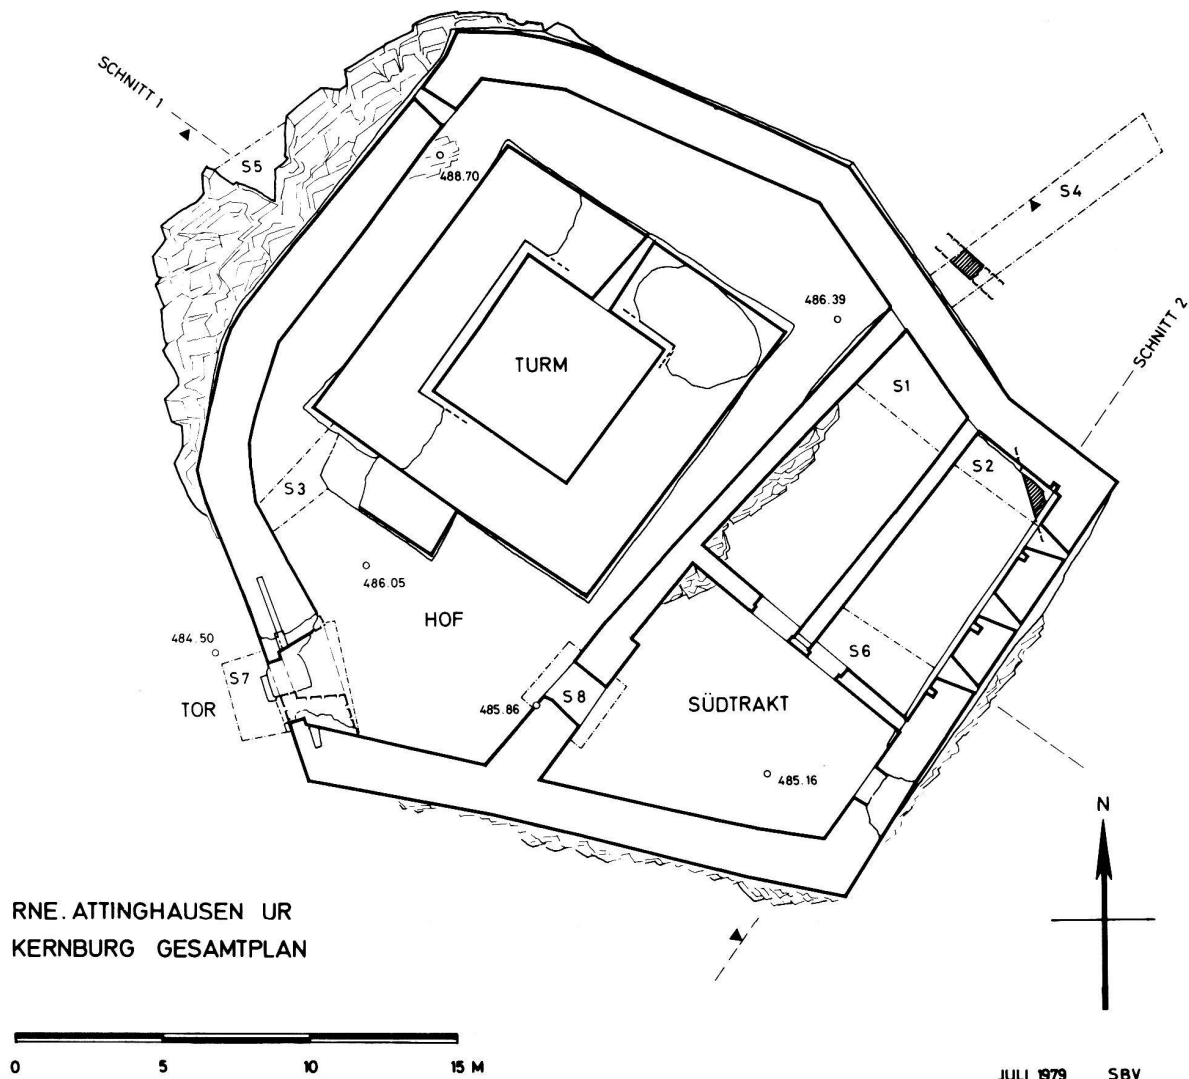 SCHNITT 1
S5
488.70
S4
486.39
SCHNITT 2
TURM
S1
S2
S3
486.05
HOF
484.50
S7
TOR
S6
S8
485.86
SÜDTRAKT
485.16
N
RNE. ATTINGHAUSEN UR
KERNBURG GESAMTPLAN
0 5 10 15 M
JULI 1979 SBV